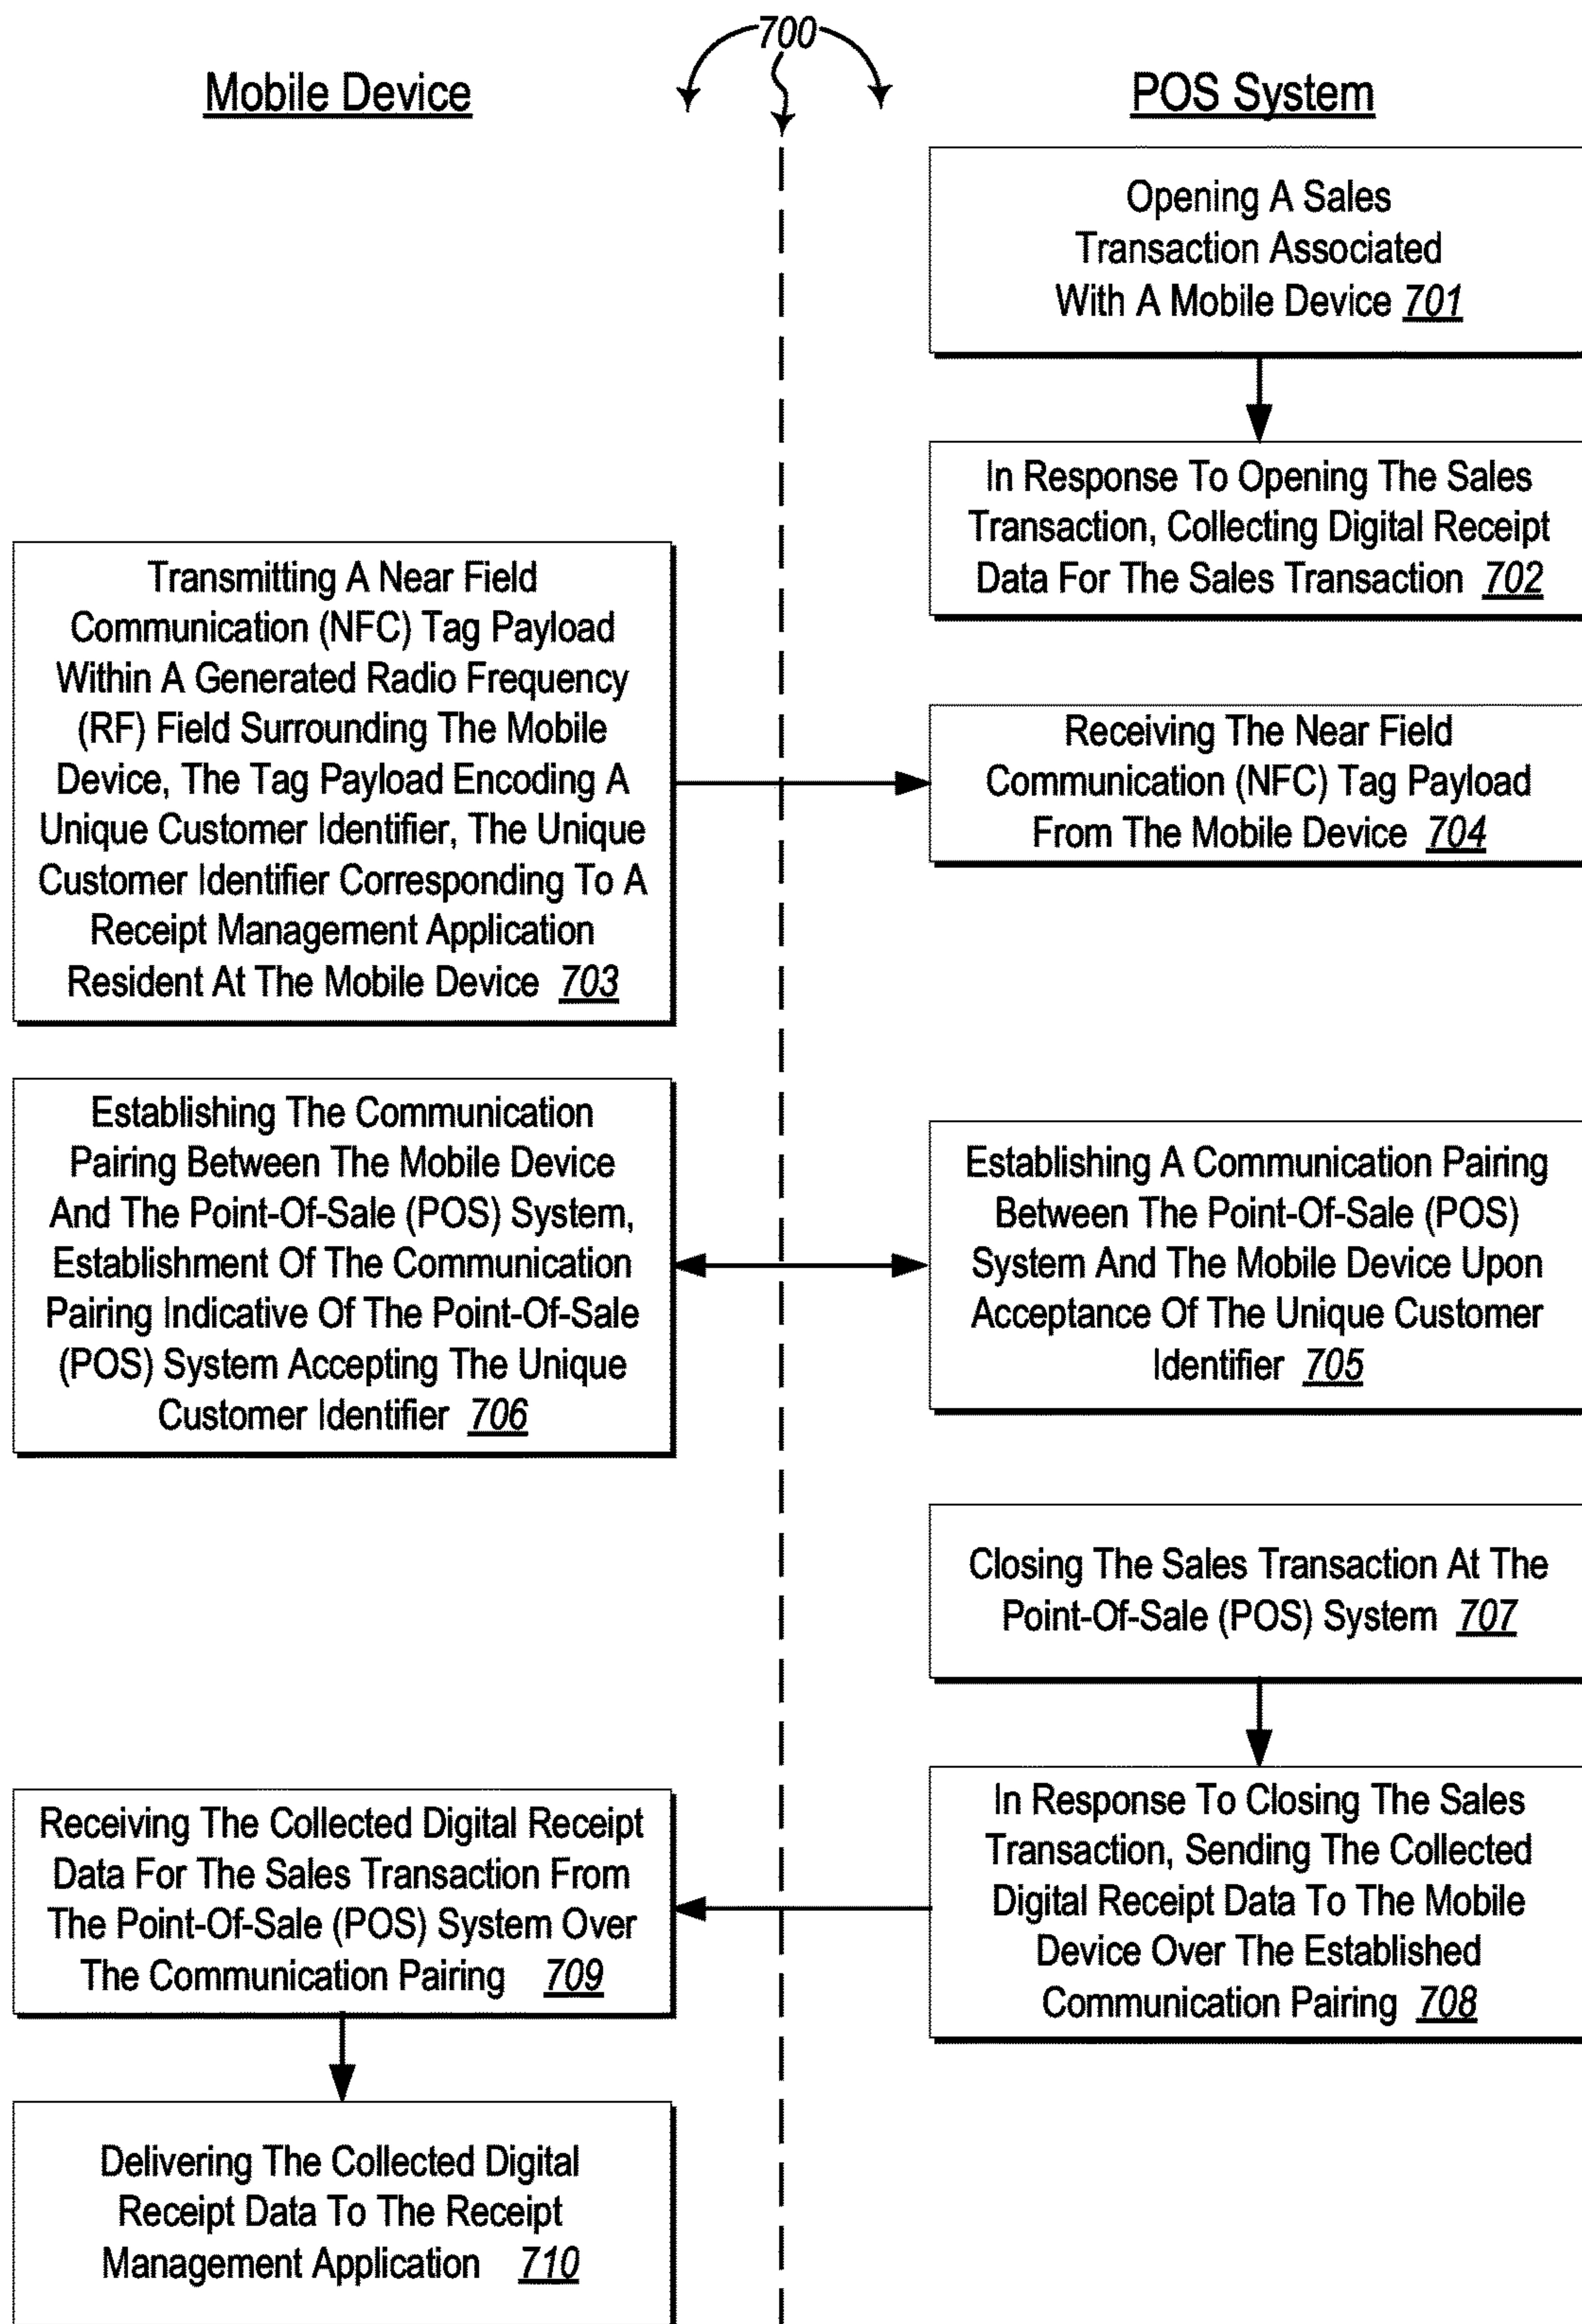 700
Mobile Device
POS System
Opening A Sales
Transaction Associated
With A Mobile Device 701
In Response To Opening The Sales
Transaction, Collecting Digital Receipt
Data For The Sales Transaction 702
Transmitting A Near Field
Communication (NFC) Tag Payload
Within A Generated Radio Frequency
(RF) Field Surrounding The Mobile
Device, The Tag Payload Encoding A
Unique Customer Identifier, The Unique
Customer Identifier Corresponding To A
Receipt Management Application
Resident At The Mobile Device 703
Receiving The Near Field
Communication (NFC) Tag Payload
From The Mobile Device 704
Establishing The Communication
Pairing Between The Mobile Device
And The Point-Of-Sale (POS) System,
Establishment Of The Communication
Pairing Indicative Of The Point-Of-Sale
(POS) System Accepting The Unique
Customer Identifier 706
Establishing A Communication Pairing
Between The Point-Of-Sale (POS)
System And The Mobile Device Upon
Acceptance Of The Unique Customer
Identifier 705
Closing The Sales Transaction At The
Point-Of-Sale (POS) System 707
In Response To Closing The Sales
Transaction, Sending The Collected
Digital Receipt Data To The Mobile
Device Over The Established
Communication Pairing 708
Receiving The Collected Digital Receipt
Data For The Sales Transaction From
The Point-Of-Sale (POS) System Over
The Communication Pairing 709
Delivering The Collected Digital
Receipt Data To The Receipt
Management Application 710